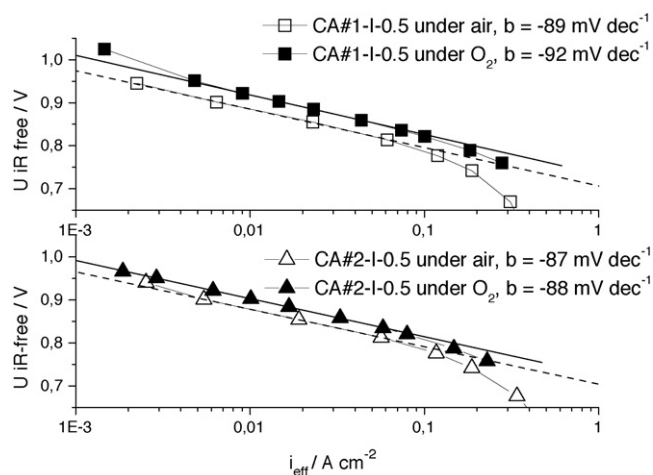 CA#1-I-0.5 under air, b = -89 mV dec⁻¹
CA#1-I-0.5 under O₂, b = -92 mV dec⁻¹
1,0
0,9
0,8
0,7
U iR free / V
1E-3
0,01
0,1
1
CA#2-I-0.5 under air, b = -87 mV dec⁻¹
CA#2-I-0.5 under O₂, b = -88 mV dec⁻¹
1,0
0,9
0,8
0,7
U iR-free / V
1E-3
0,01
0,1
1
i_eff / A cm⁻²